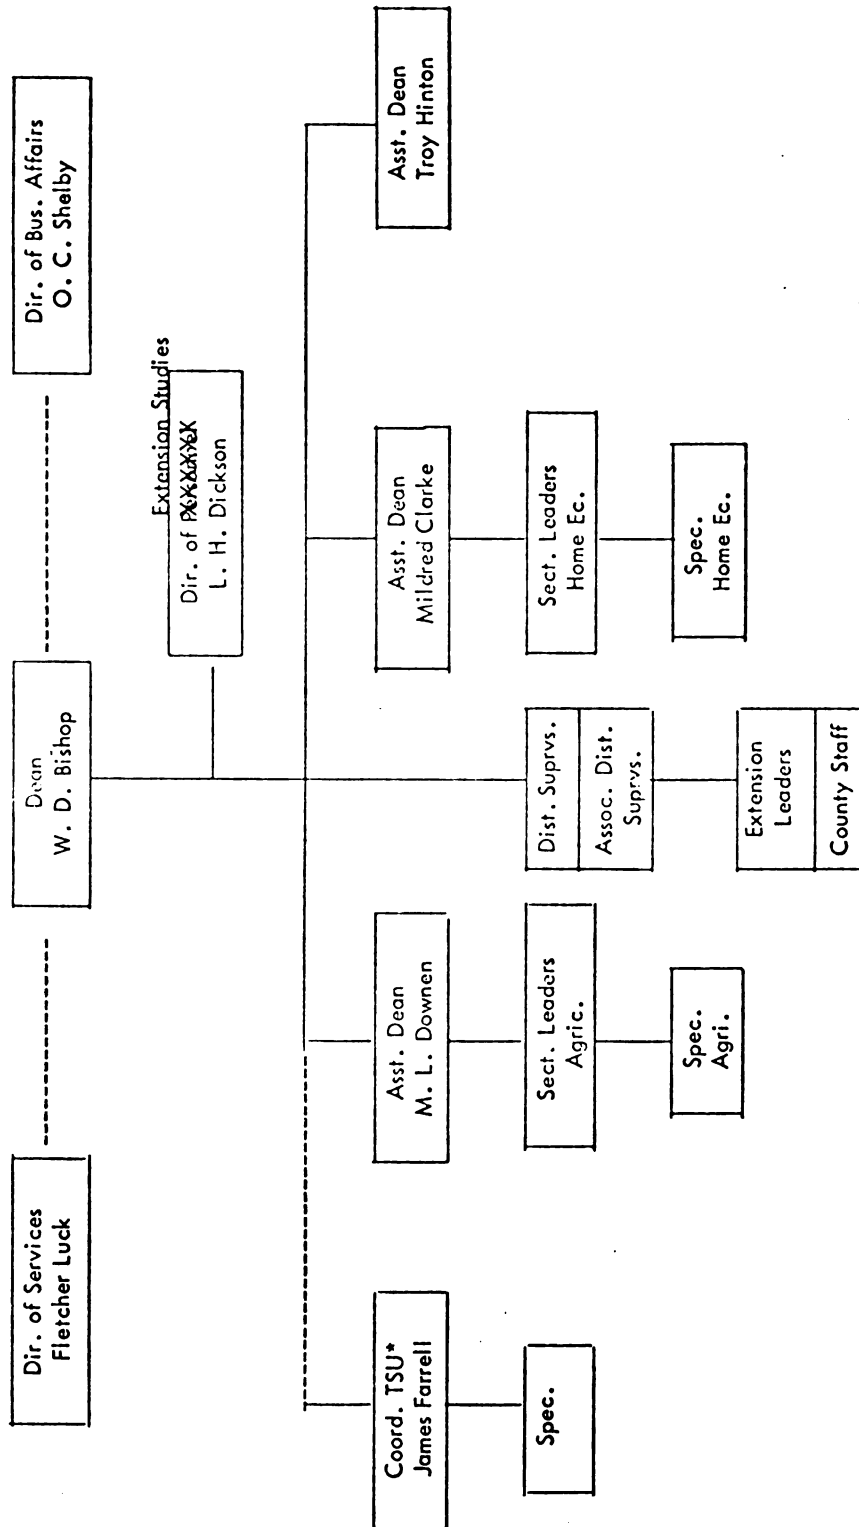 Dir. of Services
Fletcher Luck
Dean
W. D. Bishop
Dir. of Bus. Affairs
O. C. Shelby
Extension Studies
Dir. of
L. H. Dickson
Coord. TSU*
James Farrell
Asst. Dean
M. L. Downen
Asst. Dean
Mildred Clarke
Asst. Dean
Troy Hinton
Spec.
Sect. Leaders
Agric.
Dist. Suprvs.
Assoc. Dist.
Suprvs.
Sect. Leaders
Home Ec.
Spec.
Agri.
Extension
Leaders
County Staff
Spec.
Home Ec.